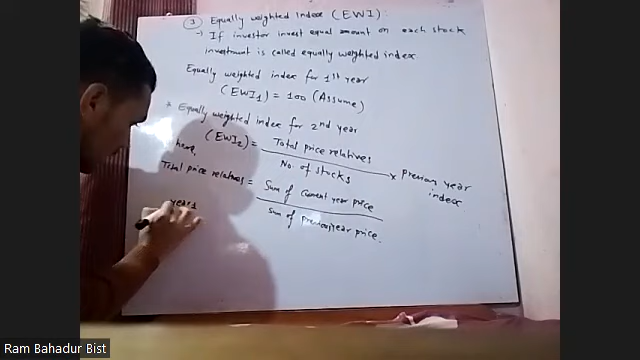 ③ Equally weighted Index (EWI):
→ If investor invest equal amount on each stock
investment is called equally weighted index
Equally weighted index for 1st year
(EWI1) = 100 (Assume)
Equally weighted index for 2nd year
(EWI2) = Total price relatives / No. of stocks × Previous year index
here,
Total price relatives = Sum of current year price / Sum of previous year price.
year 1
Ram Bahadur Bist